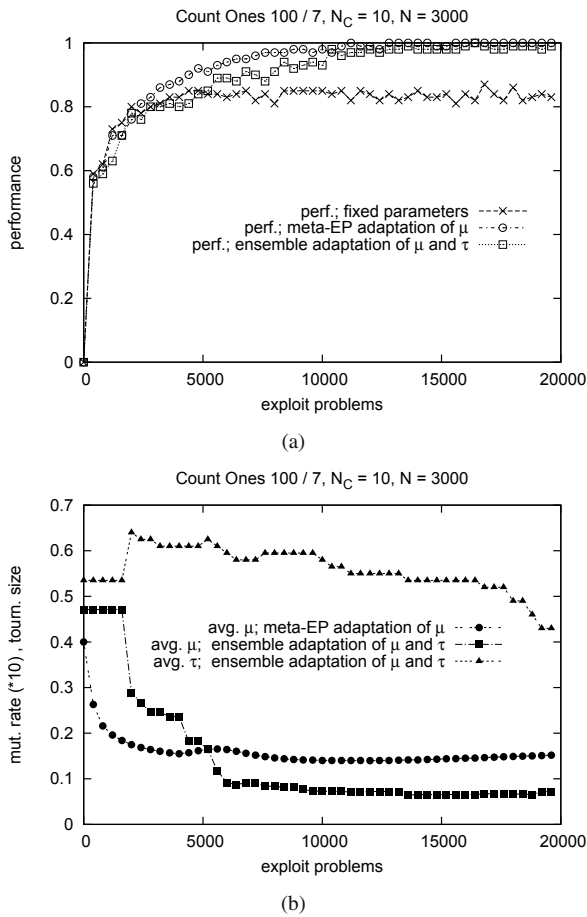 Count Ones 100 / 7, N_C = 10, N = 3000
1
0.8
0.6
0.4
0.2
0
performance
perf.; fixed parameters
perf.; meta-EP adaptation of μ
perf.; ensemble adaptation of μ and τ
0 5000 10000 15000 20000
exploit problems
(a)
Count Ones 100 / 7, N_C = 10, N = 3000
0.7
0.6
0.5
0.4
0.3
0.2
0.1
0
mut. rate (*10) , tourn. size
avg. μ; meta-EP adaptation of μ
avg. μ; ensemble adaptation of μ and τ
avg. τ; ensemble adaptation of μ and τ
0 5000 10000 15000 20000
exploit problems
(b)